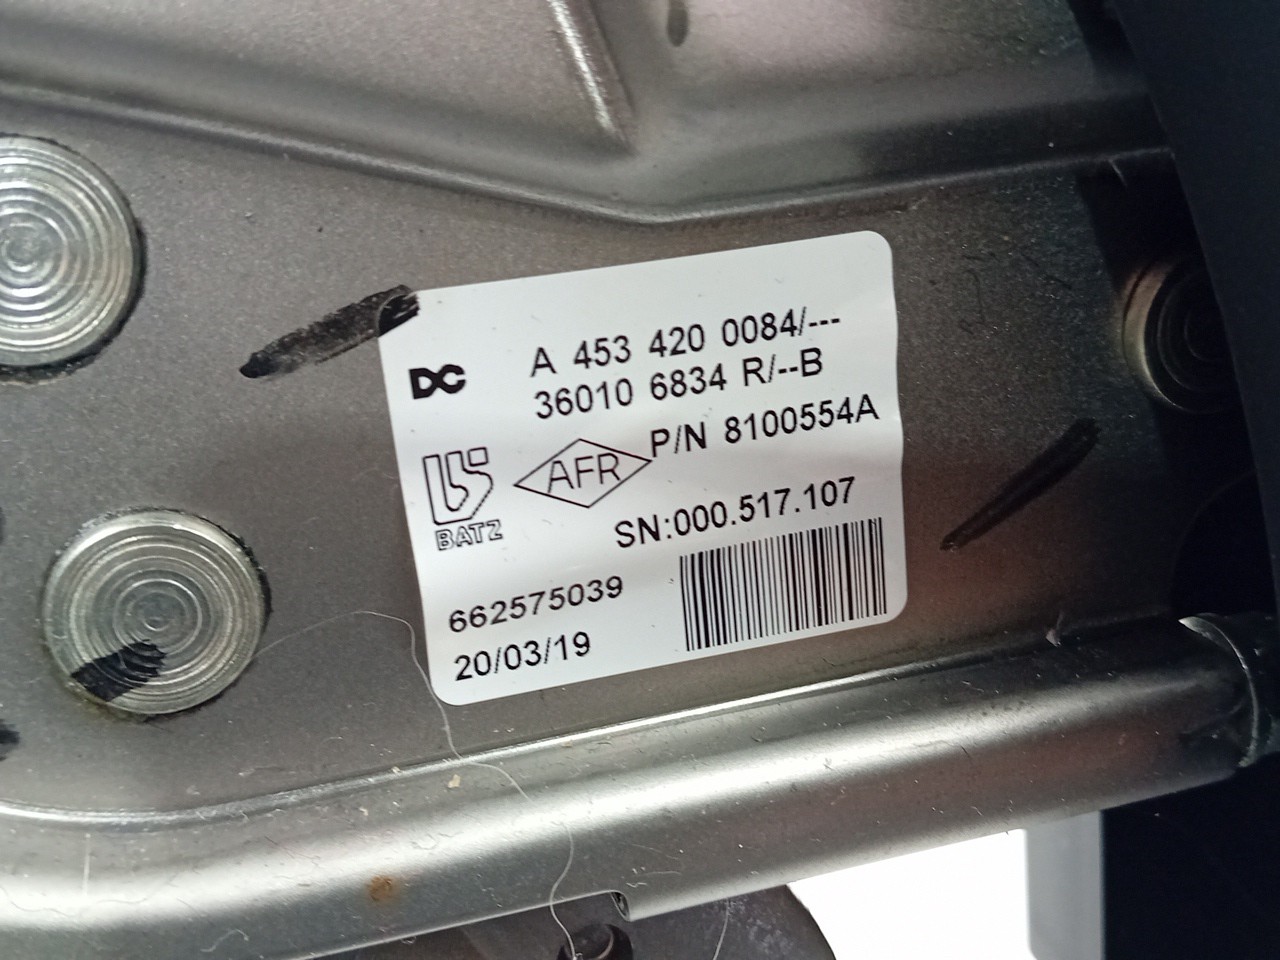 DC
A 453 420 0084/---
36010 6834 R/--B
P/N 8100554A
AFR
BATZ
SN:000.517.107
662575039
20/03/19